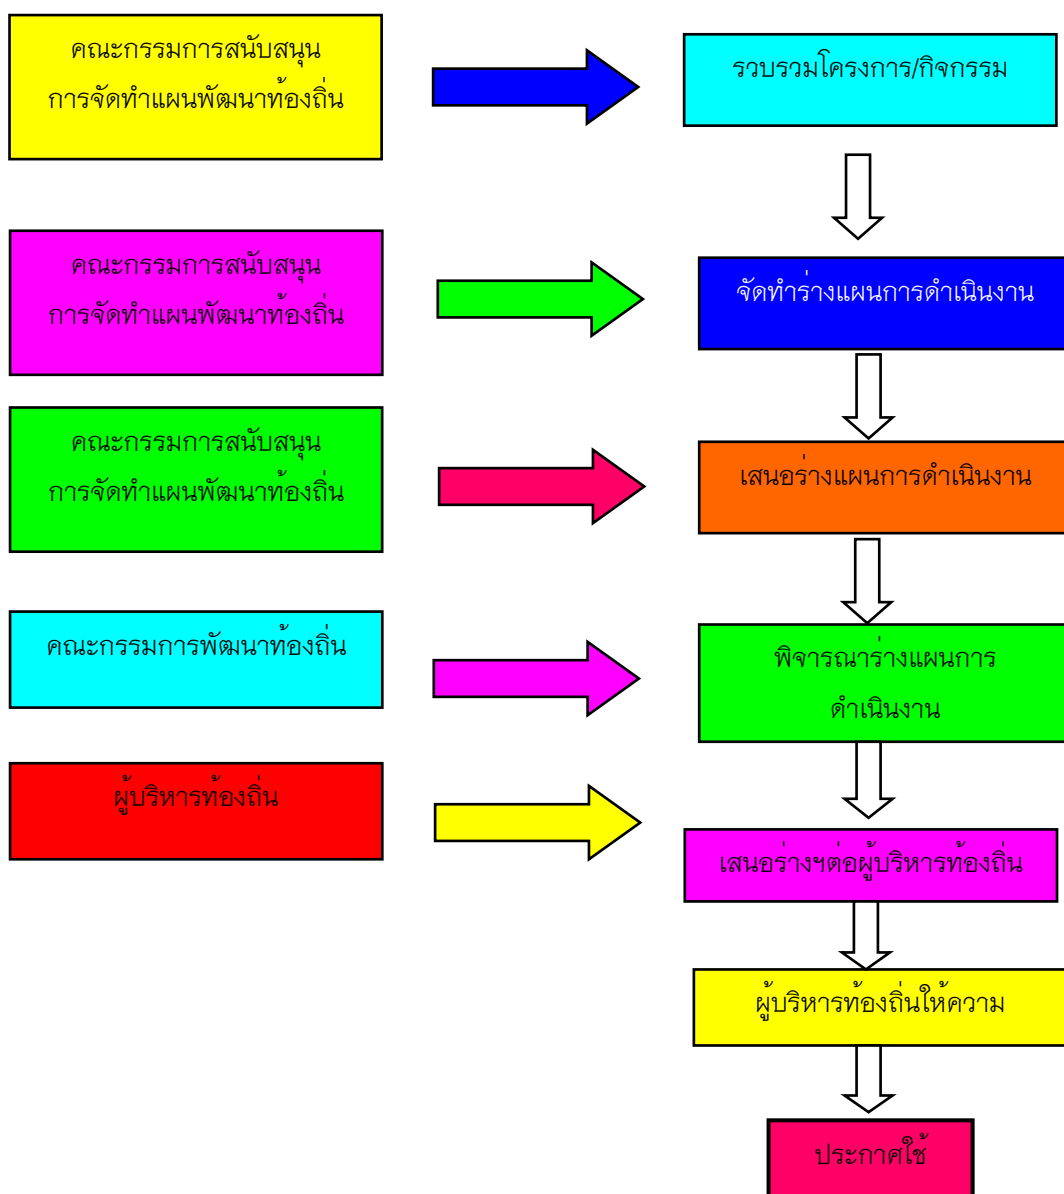 คณะกรรมการสนับสนุน
การจัดทำแผนพัฒนาท้องถิ่น
รวบรวมโครงการ/กิจกรรม
คณะกรรมการสนับสนุน
การจัดทำแผนพัฒนาท้องถิ่น
จัดทำร่างแผนการดำเนินงาน
คณะกรรมการสนับสนุน
การจัดทำแผนพัฒนาท้องถิ่น
เสนอร่างแผนการดำเนินงาน
คณะกรรมการพัฒนาท้องถิ่น
พิจารณาร่างแผนการ
ดำเนินงาน
ผู้บริหารท้องถิ่น
เสนอร่างฯต่อผู้บริหารท้องถิ่น
ผู้บริหารท้องถิ่นให้ความ
ประกาศใช้